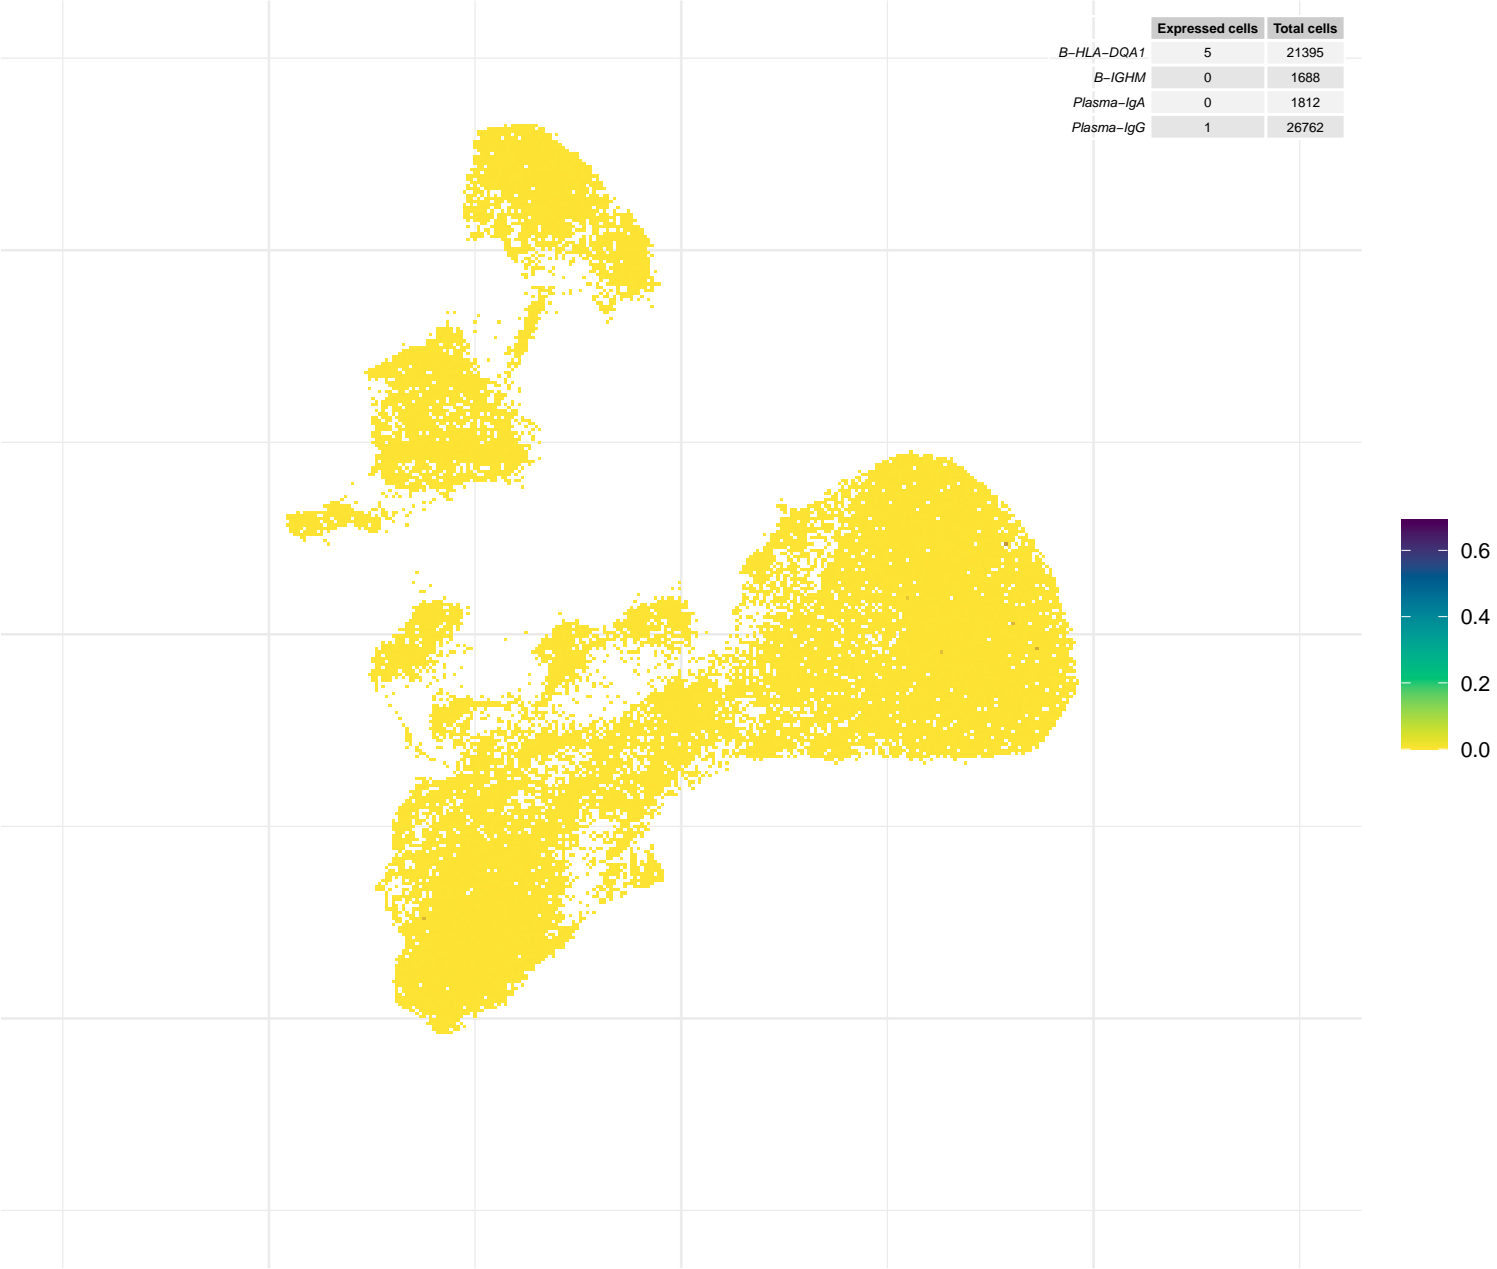 Expressed cells Total cells
B−HLA−DQA1 5 21395
B−IGHM 0 1688
Plasma−IgA 0 1812
Plasma−IgG 1 26762
0.6
0.4
0.2
0.0